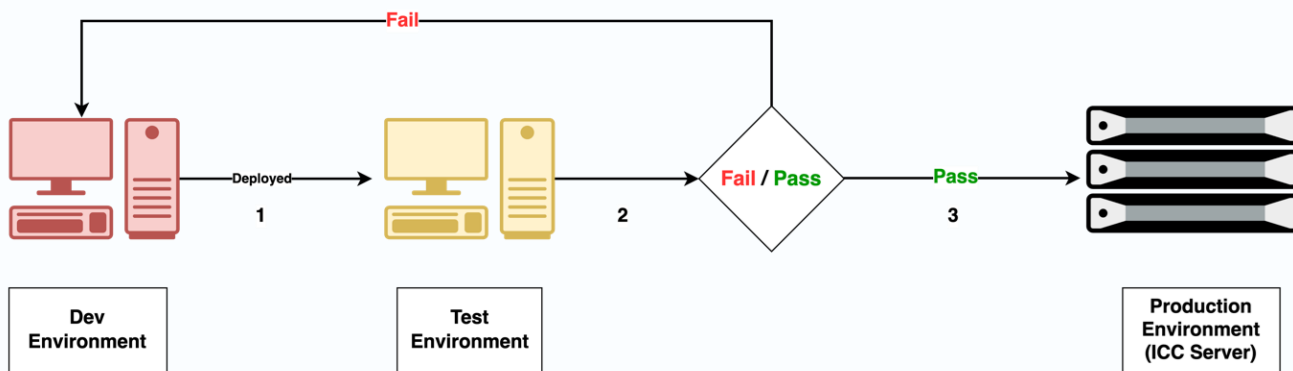 Fail
Deployed
1
2
Fail / Pass
Pass
3
Dev
Environment
Test
Environment
Production
Environment
(ICC Server)